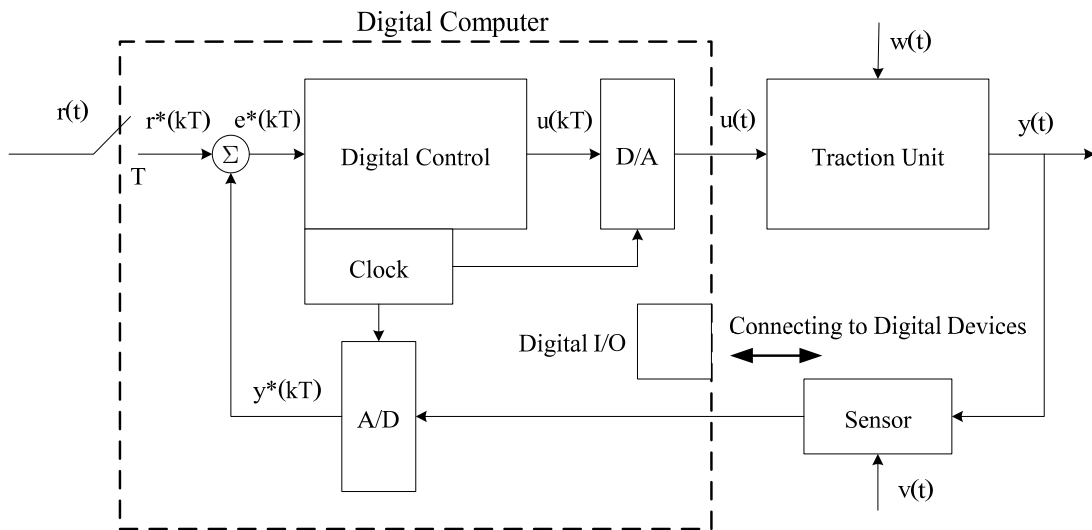 Digital Computer
w(t)
r(t)
r*(kT)
e*(kT)
u(kT)
u(t)
y(t)
Σ
Digital Control
D/A
Traction Unit
T
Clock
Digital I/O
Connecting to Digital Devices
y*(kT)
A/D
Sensor
v(t)